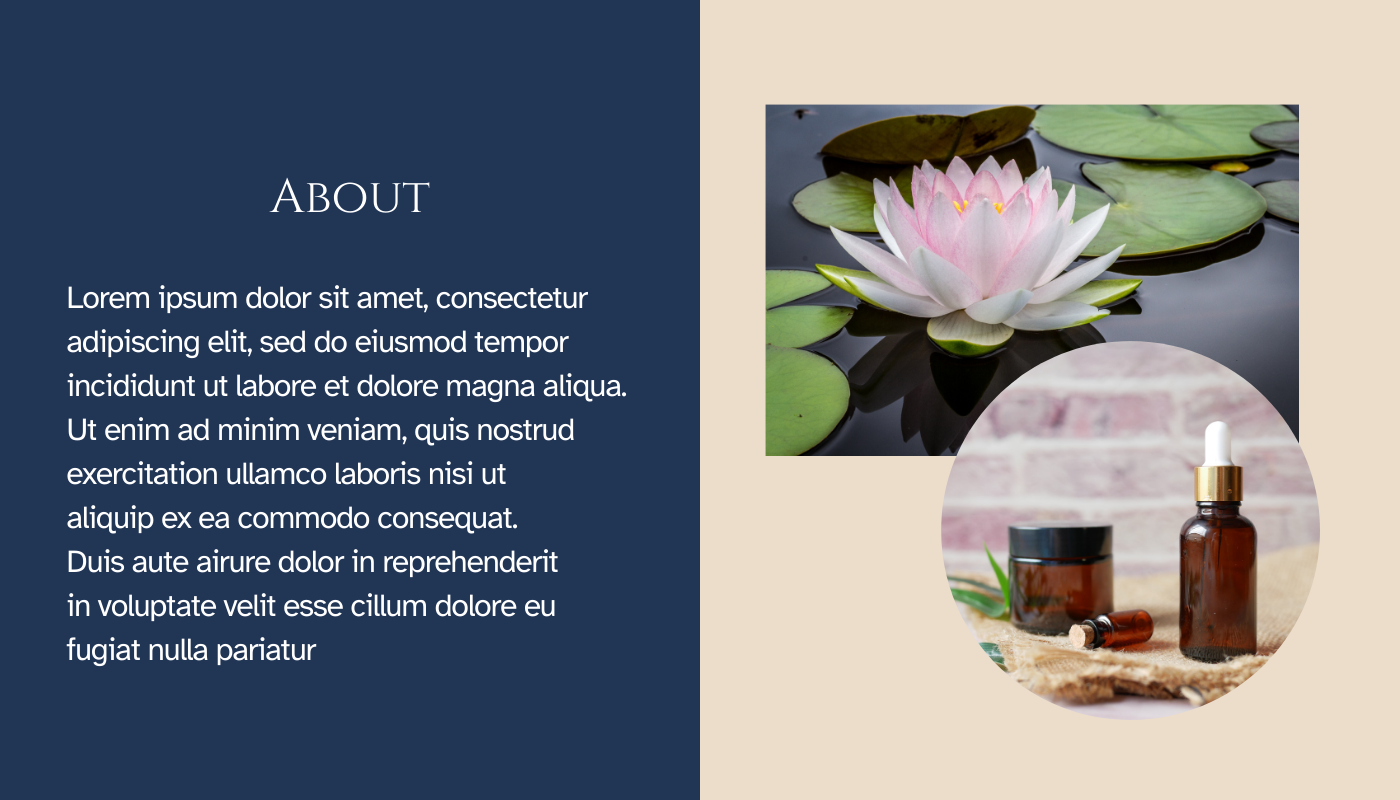 About
Lorem ipsum dolor sit amet, consectetur
adipiscing elit, sed do eiusmod tempor
incididunt ut labore et dolore magna aliqua.
Ut enim ad minim veniam, quis nostrud
exercitation ullamco laboris nisi ut
aliquip ex ea commodo consequat.
Duis aute airure dolor in reprehenderit
in voluptate velit esse cillum dolore eu
fugiat nulla pariatur